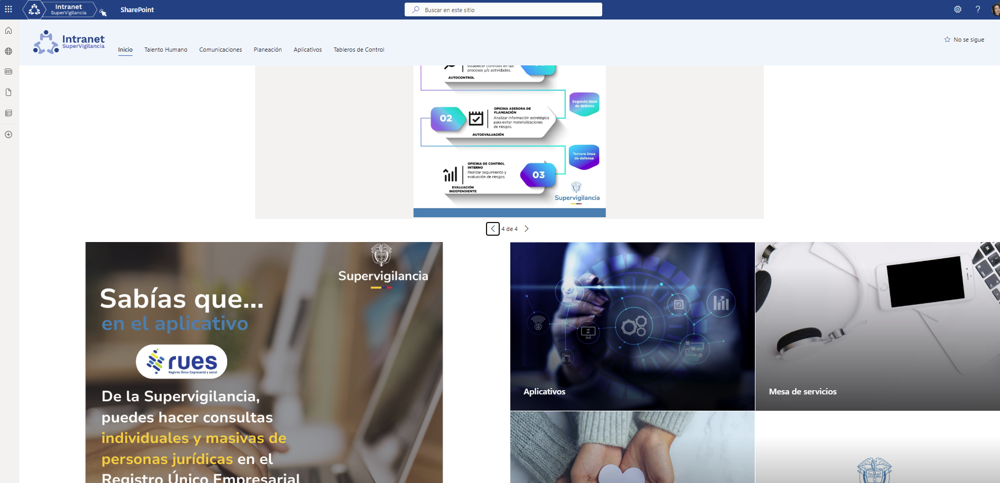 Intranet
SuperVigilancia
SharePoint
Buscar en este sitio
?
Intranet
SuperVigilancia
Inicio
Talento Humano
Comunicaciones
Planeación
Aplicativos
Tableros de Control
No se sigue
establecer controles en sus
procesos y/o actividades.
AUTOCONTROL
Segunda línea
de defensa
02
OFICINA ASESORA DE
PLANEACIÓN
Analizar información estretégica
para evitar materializaciones
de riesgos.
AUTOEVALUACIÓN
Tercera línea
de defensa
OFICINA DE CONTROL
INTERNO
Realizar seguimiento y
evaluación de riesgos.
03
EVALUACIÓN
INDEPENDIENTE
Supervigilancia
4 de 4
Supervigilancia
Sabías que...
en el aplicativo
rues
Registro Único Empresarial y social
De la Supervigilancia,
puedes hacer consultas
individuales y masivas de
personas jurídicas en el
Registro Único Empresarial
Aplicativos
Mesa de servicios